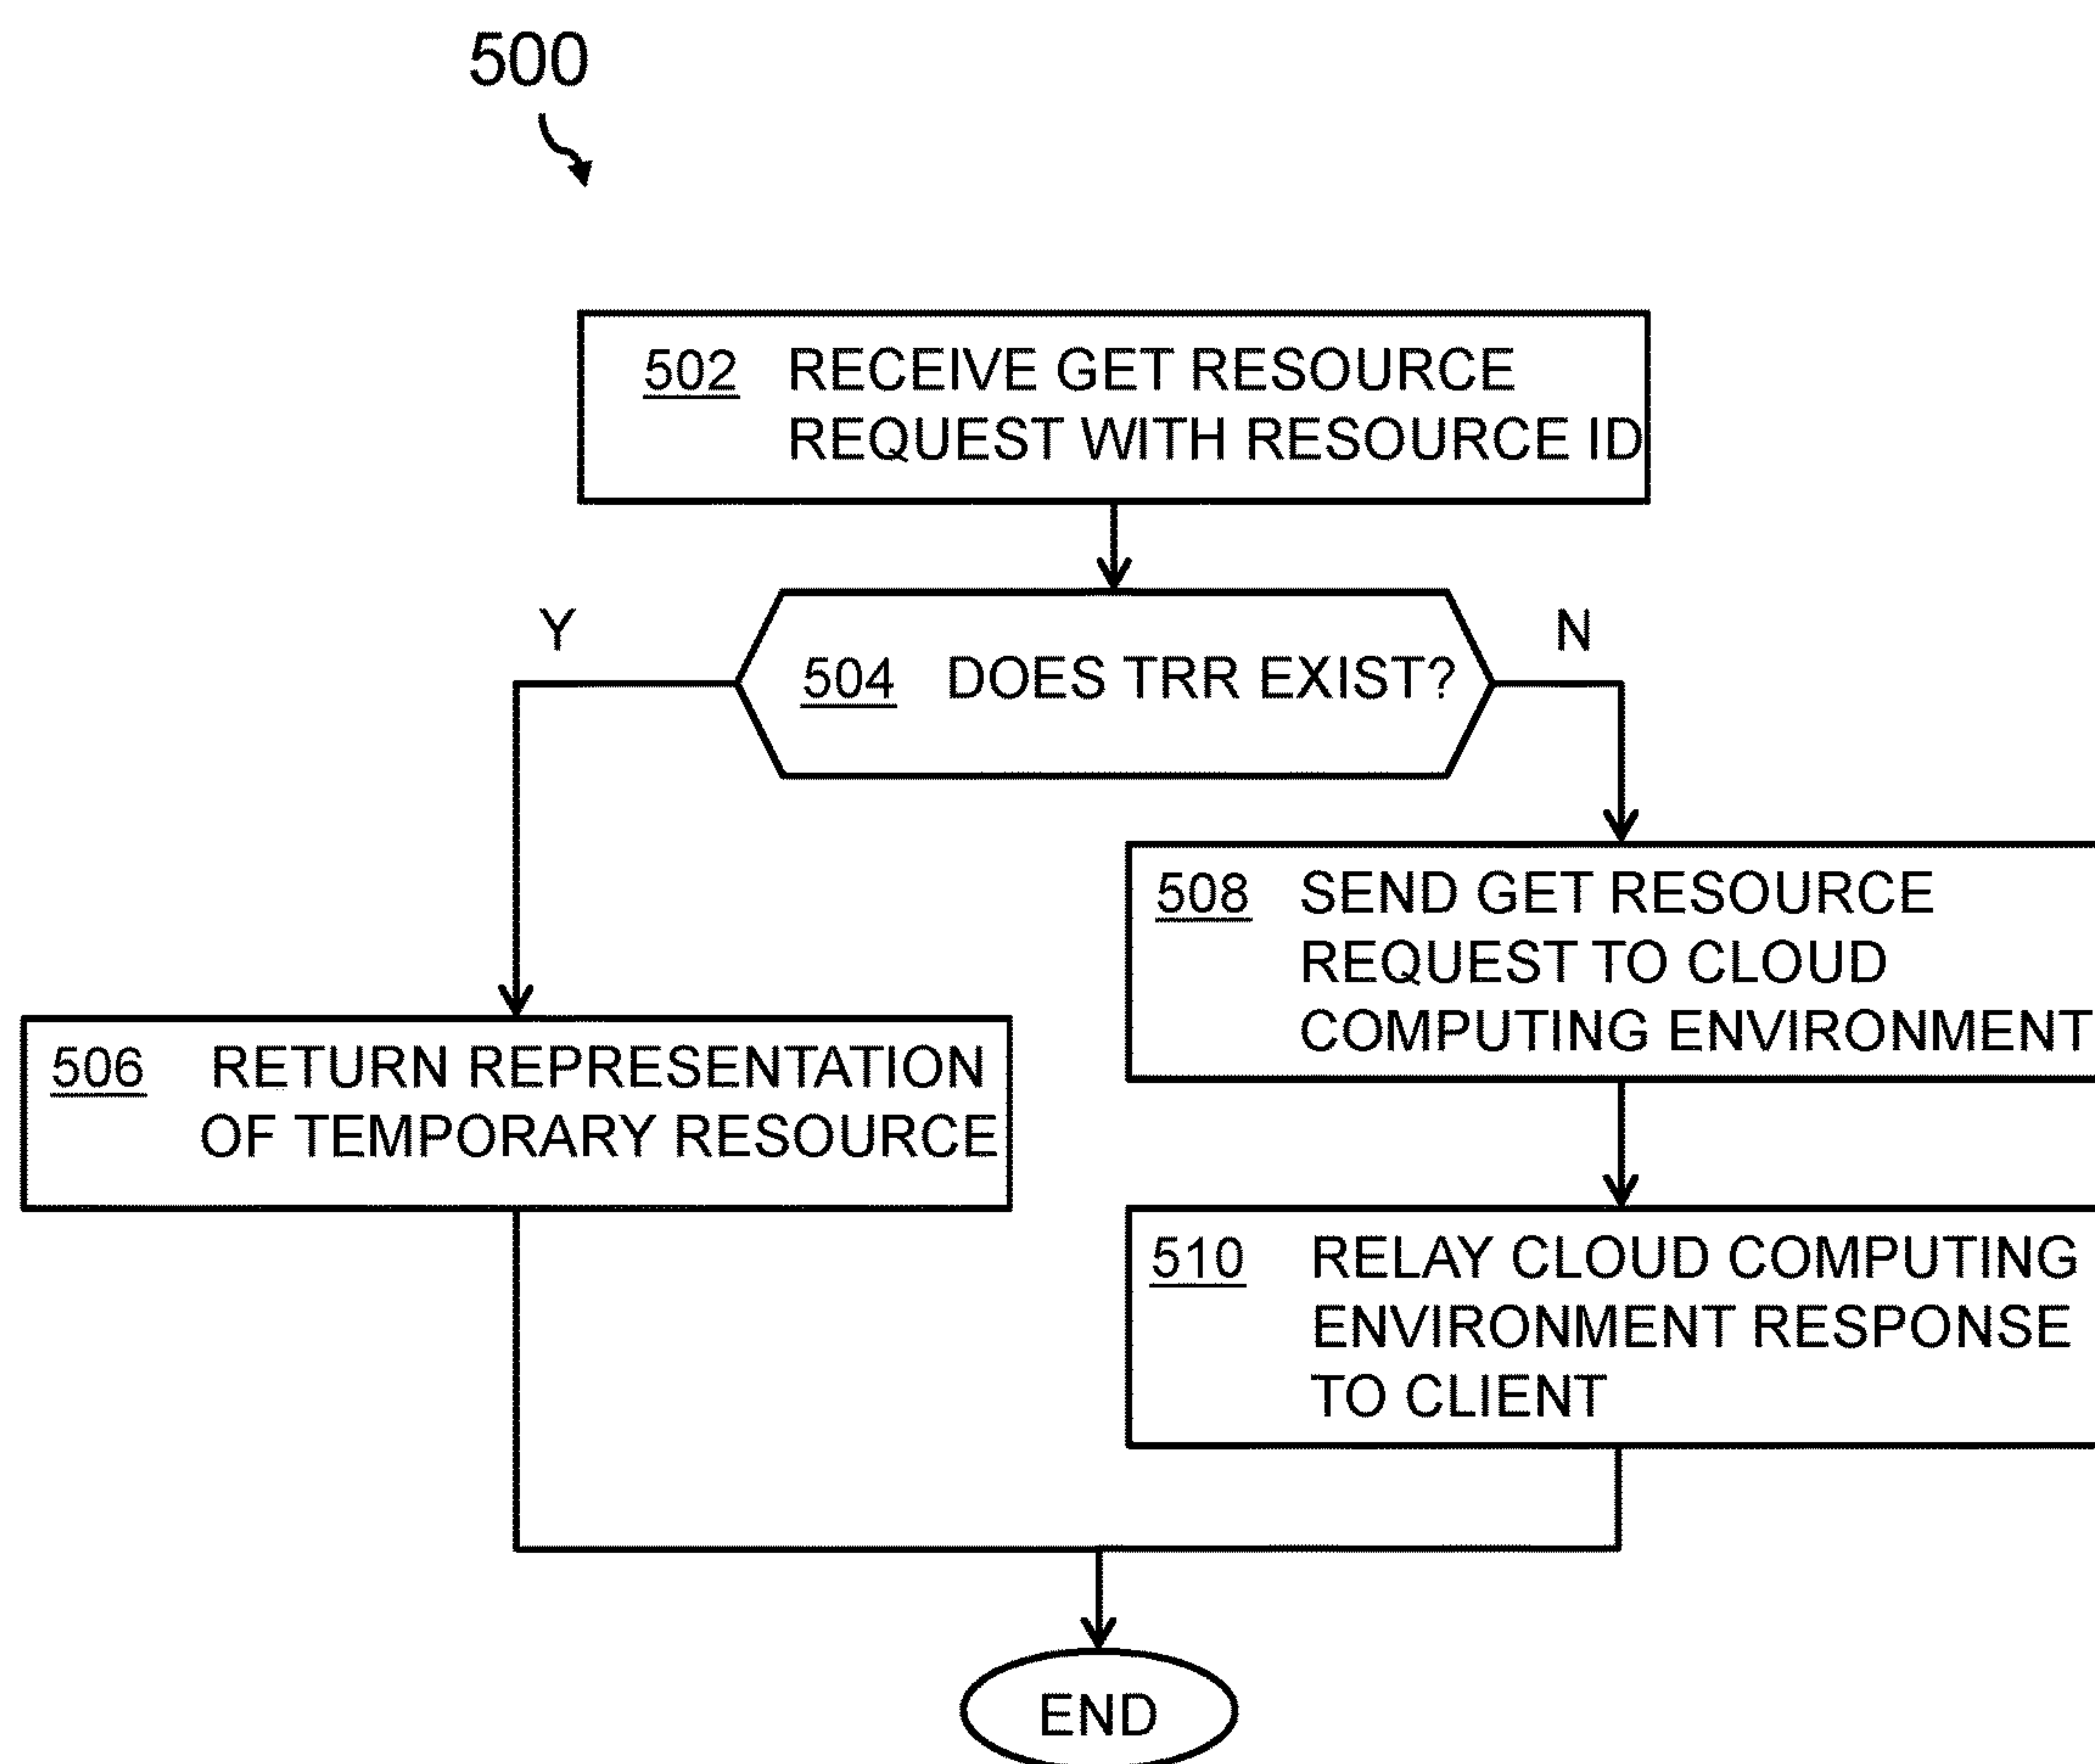 500
502 RECEIVE GET RESOURCE
REQUEST WITH RESOURCE ID
Y
N
504 DOES TRR EXIST?
508 SEND GET RESOURCE
REQUEST TO CLOUD
COMPUTING ENVIRONMENT
506 RETURN REPRESENTATION
OF TEMPORARY RESOURCE
510 RELAY CLOUD COMPUTING
ENVIRONMENT RESPONSE
TO CLIENT
END